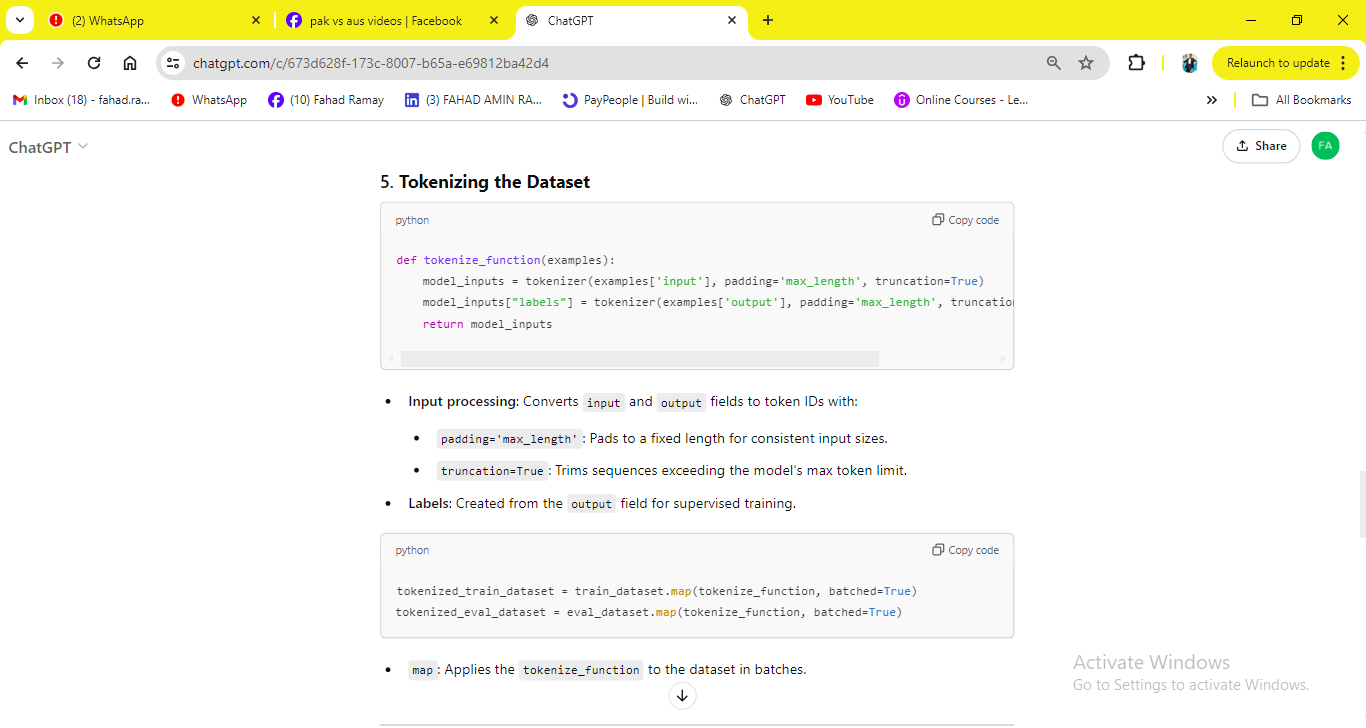 (2) WhatsApp
pak vs aus videos | Facebook
ChatGPT
chatgpt.com/c/673d628f-173c-8007-b65a-e69812ba42d4
Relaunch to update
Inbox (18) - fahad.ra...
WhatsApp
(10) Fahad Ramay
(3) FAHAD AMIN RA...
PayPeople | Build wi...
ChatGPT
YouTube
Online Courses - Le...
All Bookmarks
ChatGPT
Share
FA
5. Tokenizing the Dataset
python
Copy code
def tokenize_function(examples):
    model_inputs = tokenizer(examples['input'], padding='max_length', truncation=True)
    model_inputs["labels"] = tokenizer(examples['output'], padding='max_length', truncatio
    return model_inputs
• Input processing: Converts input and output fields to token IDs with:
• padding='max_length': Pads to a fixed length for consistent input sizes.
• truncation=True: Trims sequences exceeding the model's max token limit.
• Labels: Created from the output field for supervised training.
python
Copy code
tokenized_train_dataset = train_dataset.map(tokenize_function, batched=True)
tokenized_eval_dataset = eval_dataset.map(tokenize_function, batched=True)
• map: Applies the tokenize_function to the dataset in batches.
Activate Windows
Go to Settings to activate Windows.